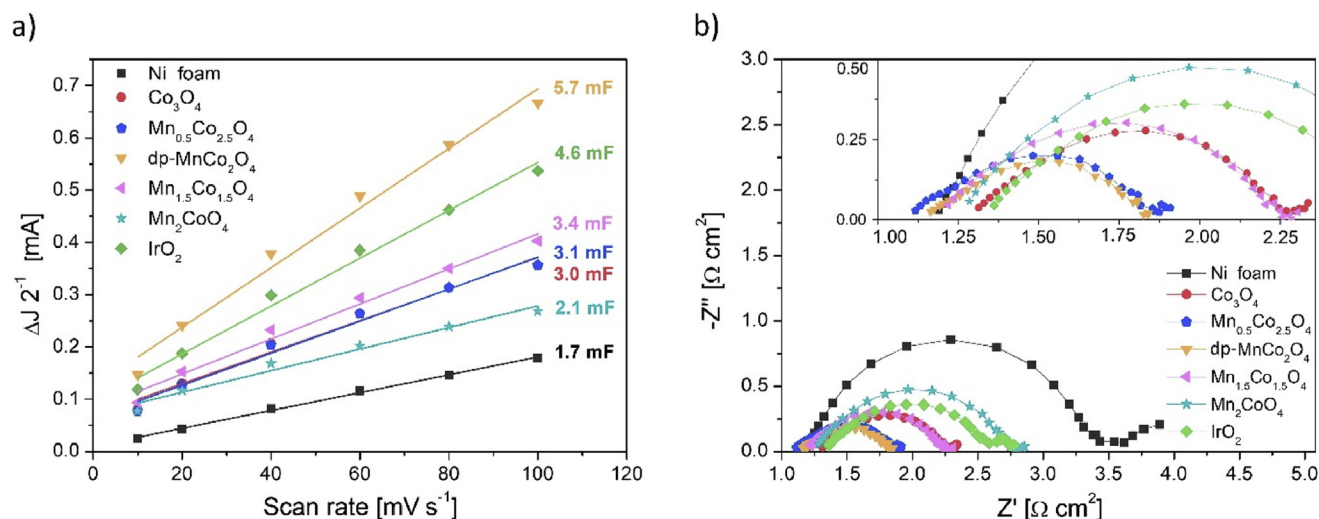 a)
0.7
0.6
0.5
0.4
0.3
0.2
0.1
0.0
ΔJ 2⁻¹ [mA]
Ni foam
Co₃O₄
Mn₀.₅Co₂.₅O₄
dp-MnCo₂O₄
Mn₁.₅Co₁.₅O₄
Mn₂CoO₄
IrO₂
5.7 mF
4.6 mF
3.4 mF
3.1 mF
3.0 mF
2.1 mF
1.7 mF
0 20 40 60 80 100 120
Scan rate [mV s⁻¹]
b)
3.0
2.5
2.0
1.5
1.0
0.5
0.0
-Z'' [Ω cm²]
0.50
0.25
0.00
1.00 1.25 1.50 1.75 2.00 2.25
Ni foam
Co₃O₄
Mn₀.₅Co₂.₅O₄
dp-MnCo₂O₄
Mn₁.₅Co₁.₅O₄
Mn₂CoO₄
IrO₂
1.0 1.5 2.0 2.5 3.0 3.5 4.0 4.5 5.0
Z' [Ω cm²]